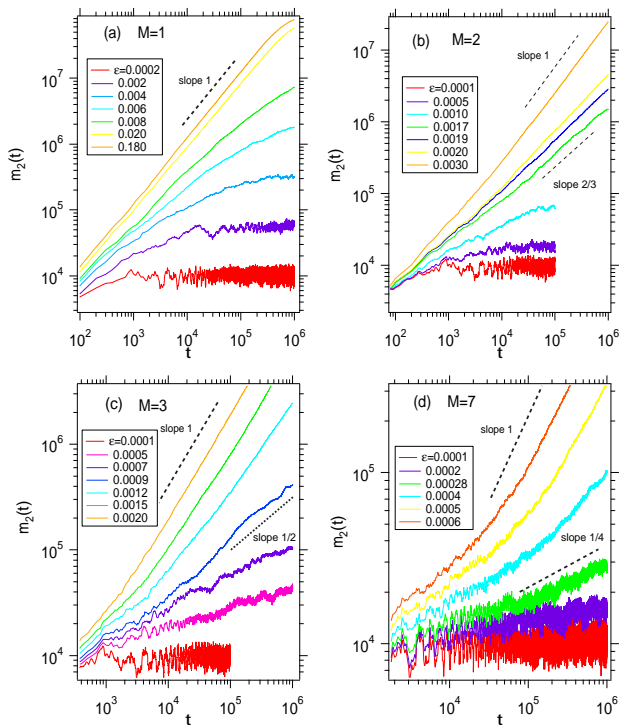 (a) M=1
slope 1
ε=0.0002
0.002
0.004
0.006
0.008
0.020
0.180
m₂(t)
10⁷
10⁶
10⁵
10⁴
10² 10³ 10⁴ 10⁵ 10⁶
t
(b) M=2
slope 1
ε=0.0001
0.0005
0.0010
0.0017
0.0019
0.0020
0.0030
slope 2/3
m₂(t)
10⁷
10⁶
10⁵
10⁴
10² 10³ 10⁴ 10⁵ 10⁶
t
(c) M=3
slope 1
ε=0.0001
0.0005
0.0007
0.0009
0.0012
0.0015
0.0020
slope 1/2
m₂(t)
10⁶
10⁵
10⁴
10³ 10⁴ 10⁵ 10⁶
t
(d) M=7
slope 1
ε=0.0001
0.0002
0.00028
0.0004
0.0005
0.0006
slope 1/4
m₂(t)
10⁵
10⁴
10⁴ 10⁵ 10⁶
t